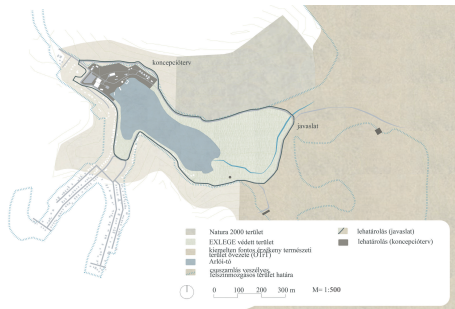 koncepcióterv
javaslat
Natura 2000 terület
EXLEGE védett terület
kiemelten fontos érzékeny természeti
terület övezete (OTrT)
Arlói-tó
csuszamlás veszélyes,
felszínmozgásos terület határa
lehatárolás (javaslat)
lehatárolás (koncepcióterv)
0 100 200 300 m M= 1:500